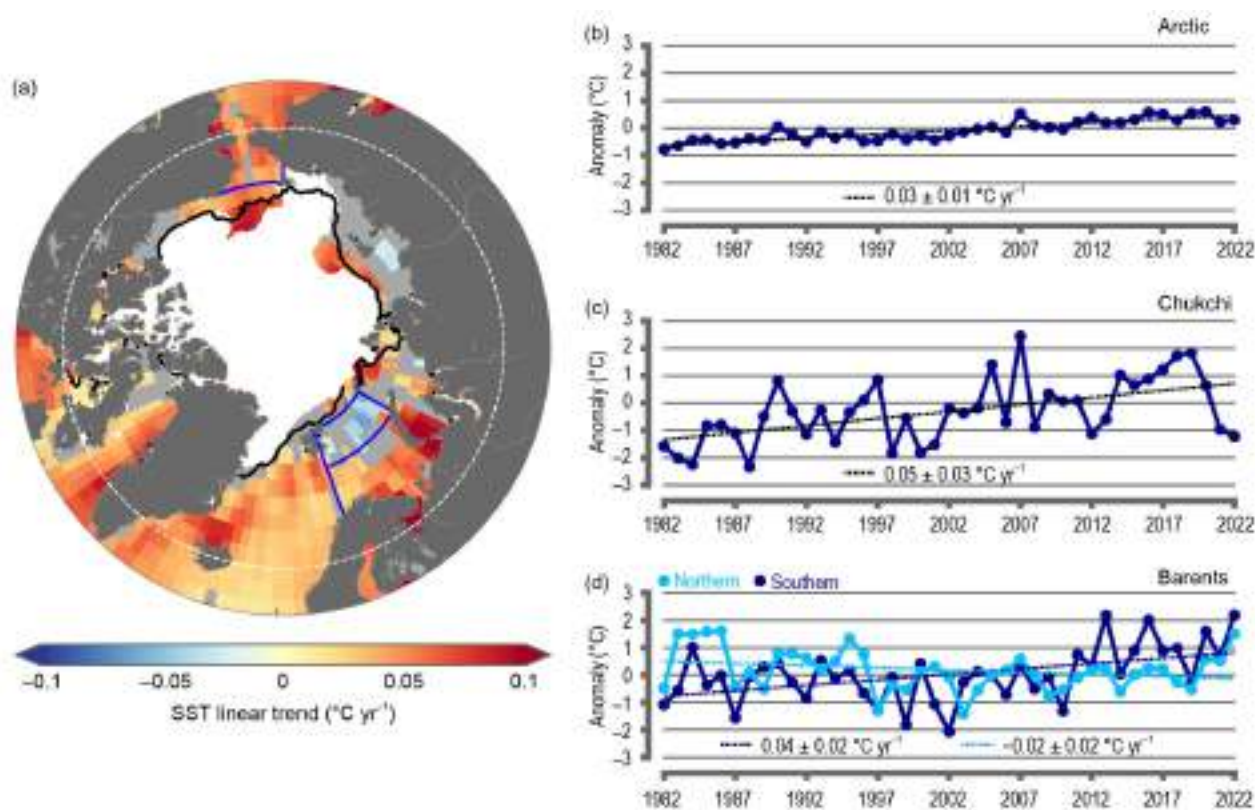 (a)
−0.1 −0.05 0 0.05 0.1
SST linear trend (°C yr⁻¹)
(b) Arctic
Anomaly (°C)
3
2
1
0
−1
−2
−3
0.03 ± 0.01 °C yr⁻¹
1982 1987 1992 1997 2002 2007 2012 2017 2022
(c) Chukchi
Anomaly (°C)
3
2
1
0
−1
−2
−3
0.05 ± 0.03 °C yr⁻¹
1982 1987 1992 1997 2002 2007 2012 2017 2022
(d) Northern Southern Barents
Anomaly (°C)
3
2
1
0
−1
−2
−3
0.04 ± 0.02 °C yr⁻¹ −0.02 ± 0.02 °C yr⁻¹
1982 1987 1992 1997 2002 2007 2012 2017 2022